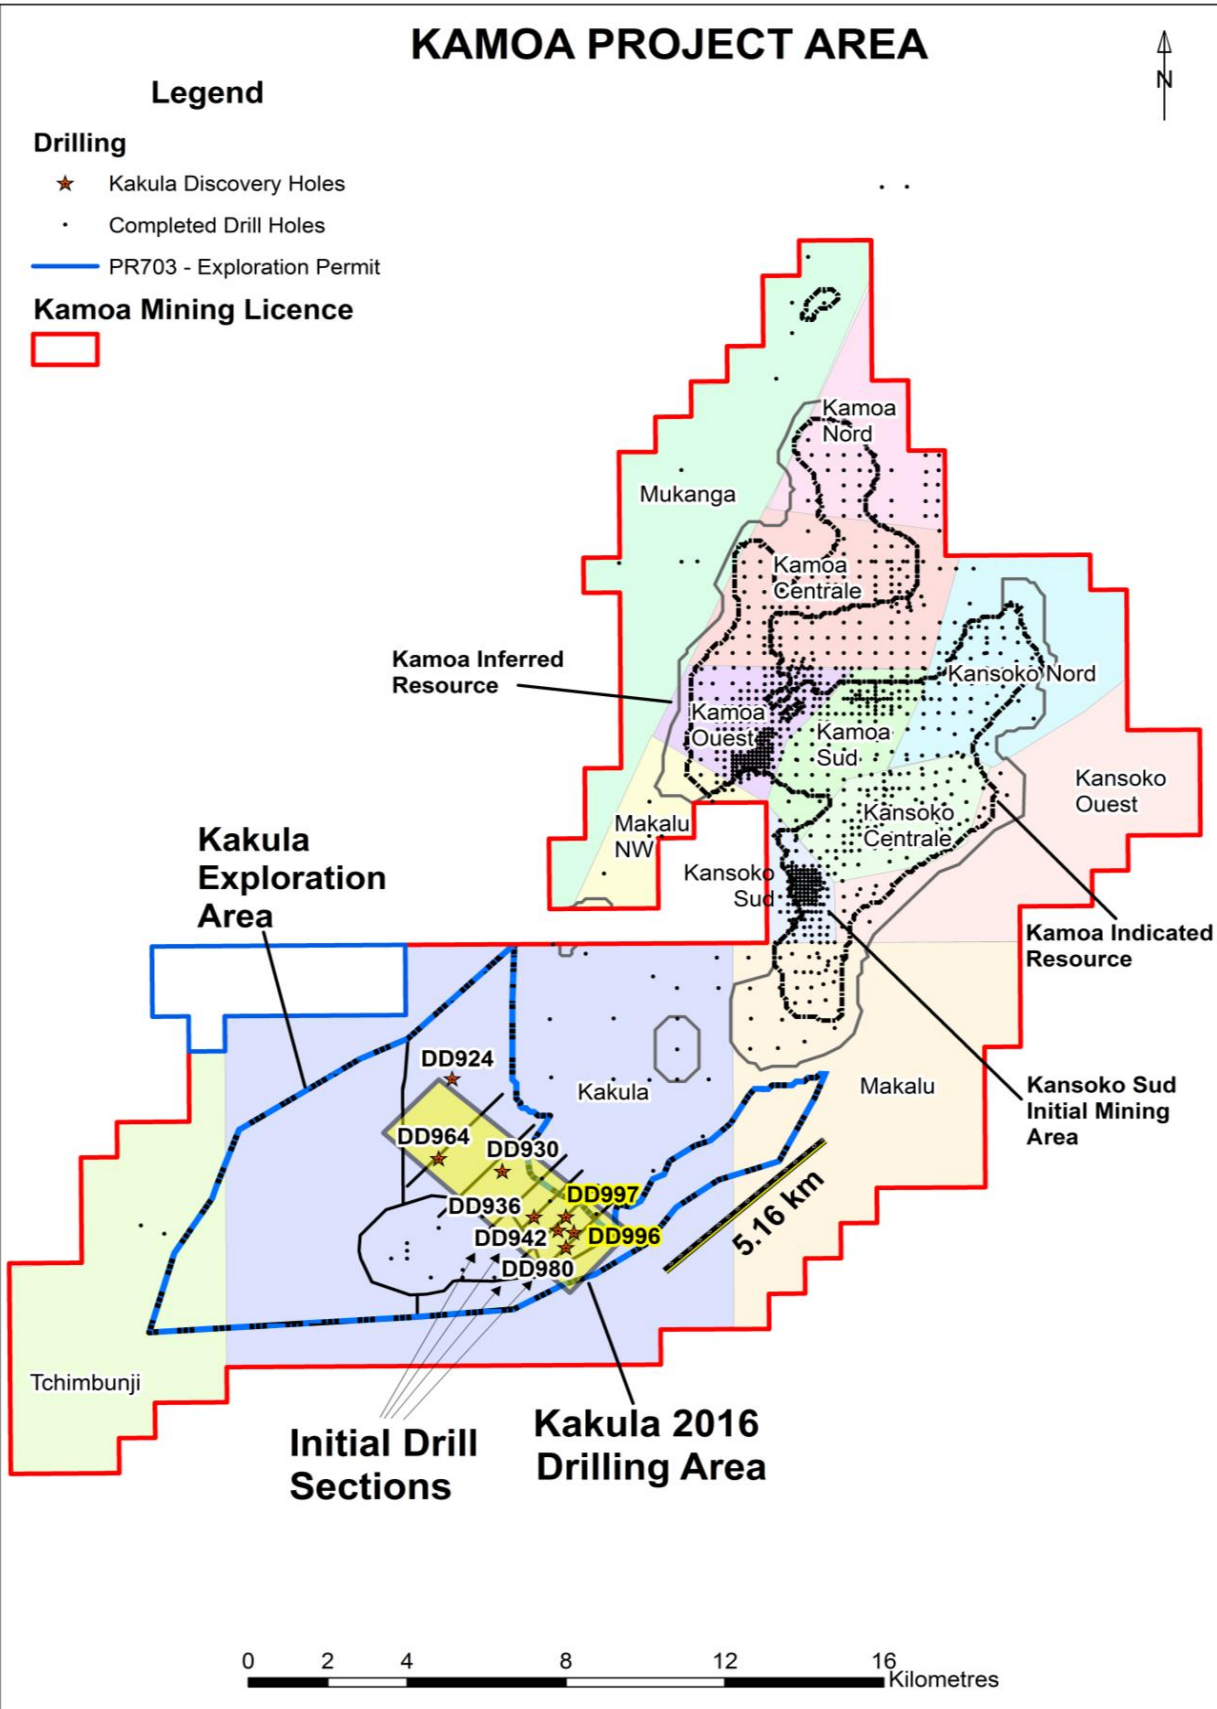 KAMOA PROJECT AREA
N
Legend
Drilling
Kakula Discovery Holes
Completed Drill Holes
PR703 - Exploration Permit
Kamoa Mining Licence
Kamoa
Nord
Mukanga
Kamoa
Centrale
Kamoa Inferred
Resource
Kansoko Nord
Kamoa
Ouest
Kamoa
Sud
Kansoko
Ouest
Makalu
NW
Kansoko
Centrale
Kansoko
Sud
Kakula
Exploration
Area
Kamoa Indicated
Resource
DD924
Kakula
Makalu
Kansoko Sud
Initial Mining
Area
DD964
DD930
DD936
DD997
DD942
DD996
DD980
5.16 km
Tchimbunji
Initial Drill
Sections
Kakula 2016
Drilling Area
0 2 4 8 12 16
Kilometres